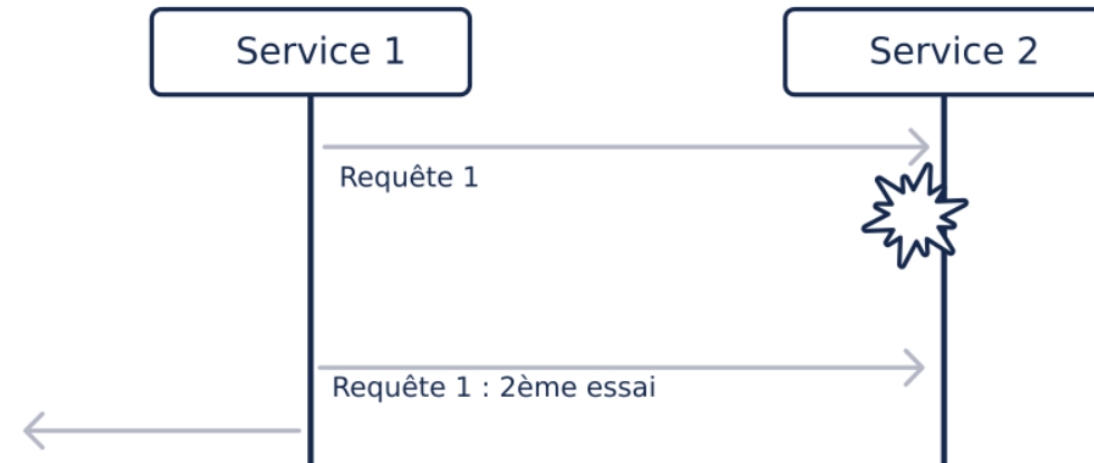 Service 1
Service 2
Requête 1
Requête 1 : 2ème essai